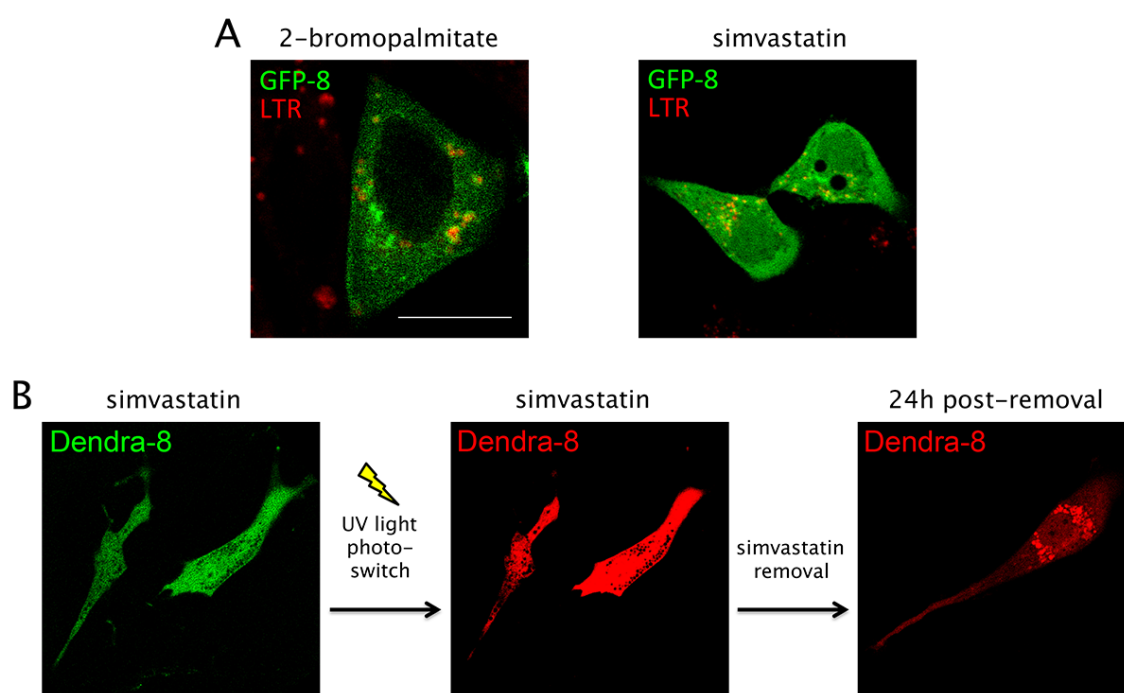 A
2-bromopalmitate
simvastatin
GFP-8
LTR
GFP-8
LTR
B
simvastatin
simvastatin
24h post-removal
Dendra-8
Dendra-8
Dendra-8
UV light
photo-
switch
simvastatin
removal